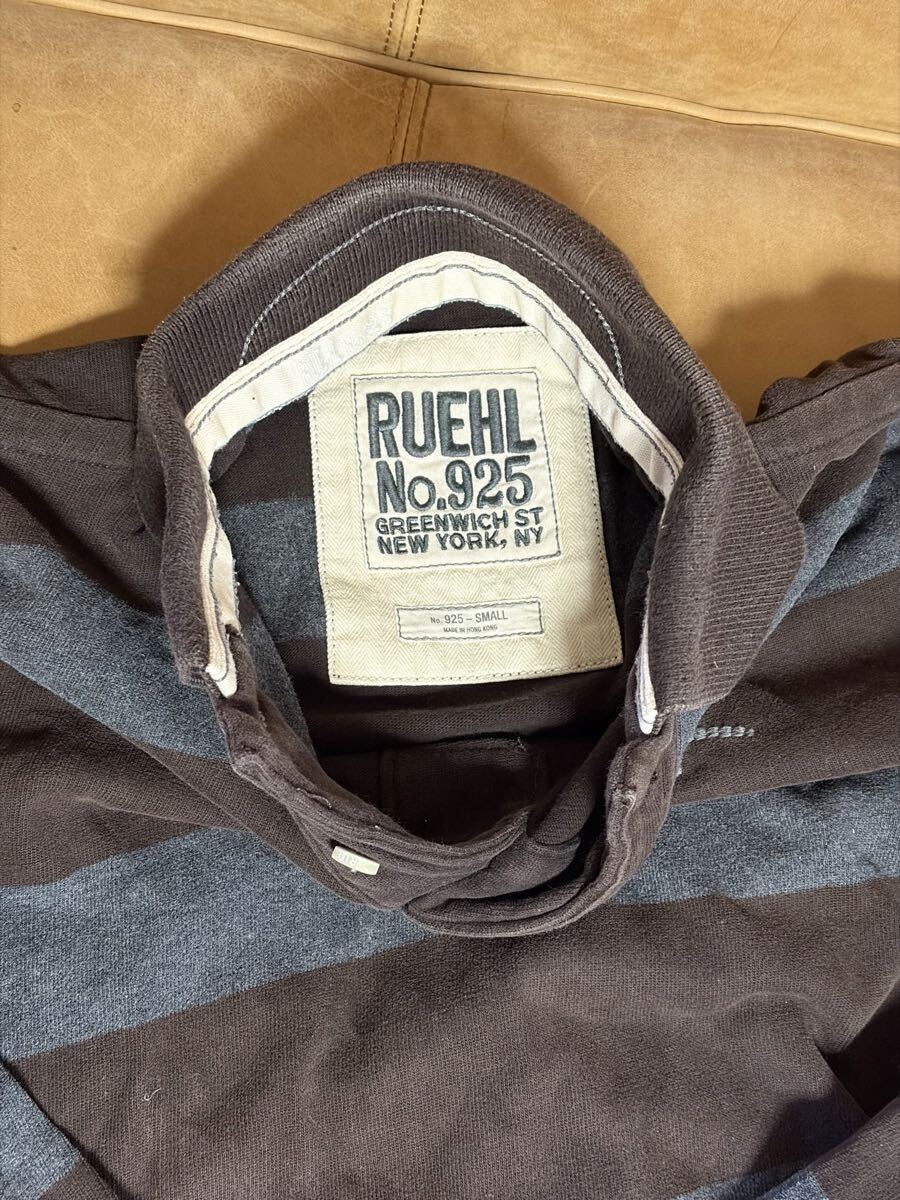 RUEHL
No.925
GREENWICH ST
NEW YORK, NY
No. 925 – SMALL
MADE IN HONG KONG